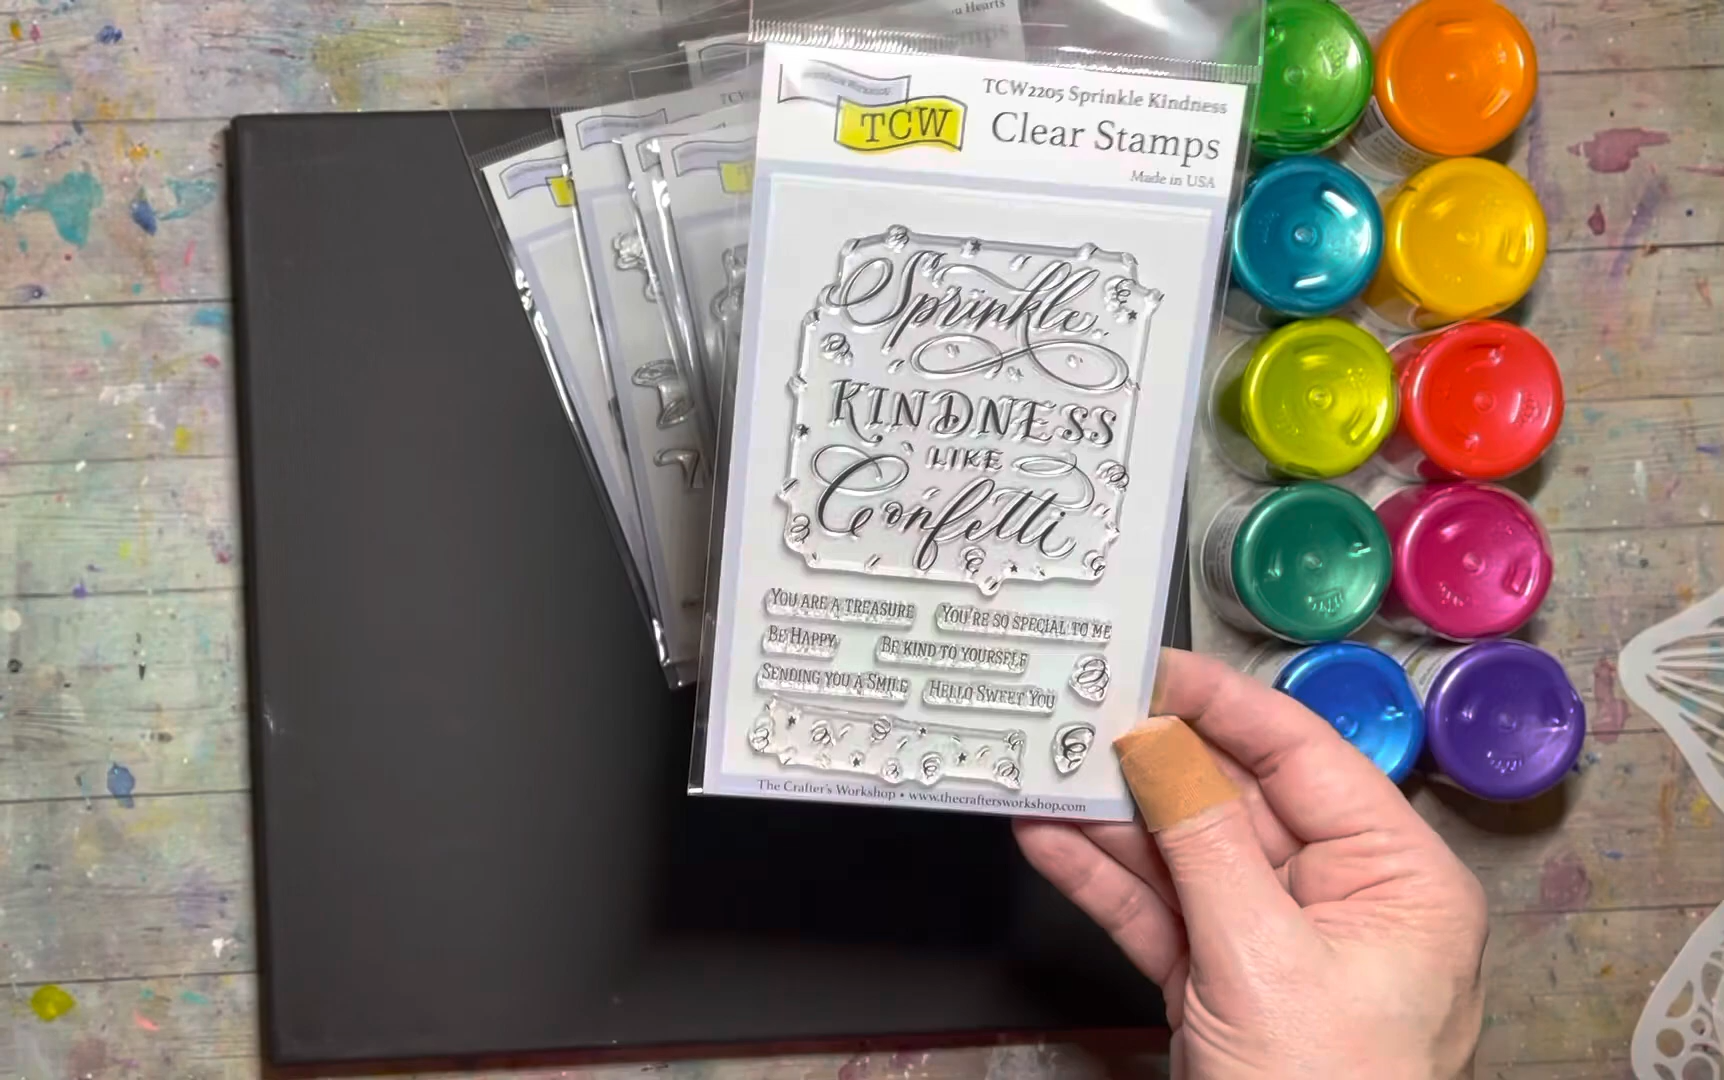 u Hearts
TCW2205 Sprinkle Kindness
TCW
Clear Stamps
Made in USA
Sprinkle
KINDNESS
LIKE
Confetti
YOU ARE A TREASURE
YOU'RE SO SPECIAL TO ME
BE HAPPY
BE KIND TO YOURSELF
SENDING YOU A SMILE
HELLO SWEET YOU
The Crafter's Workshop • www.thecraftersworkshop.com